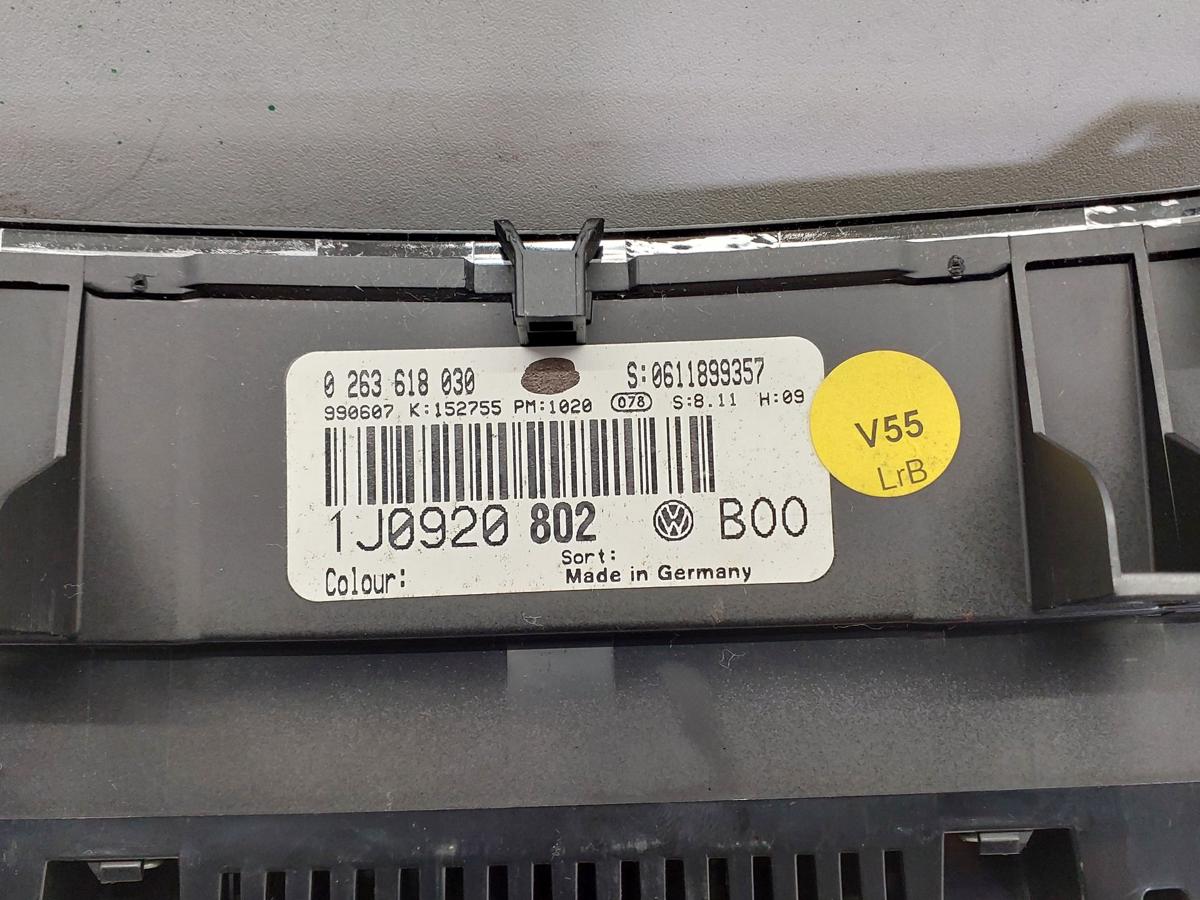 0 263 618 030 S:0611899357
990607 K:152755 PM:1020 078 S:8.11 H:09
1J0920 802 VW B00
Sort:
Colour: Made in Germany
V55
LrB